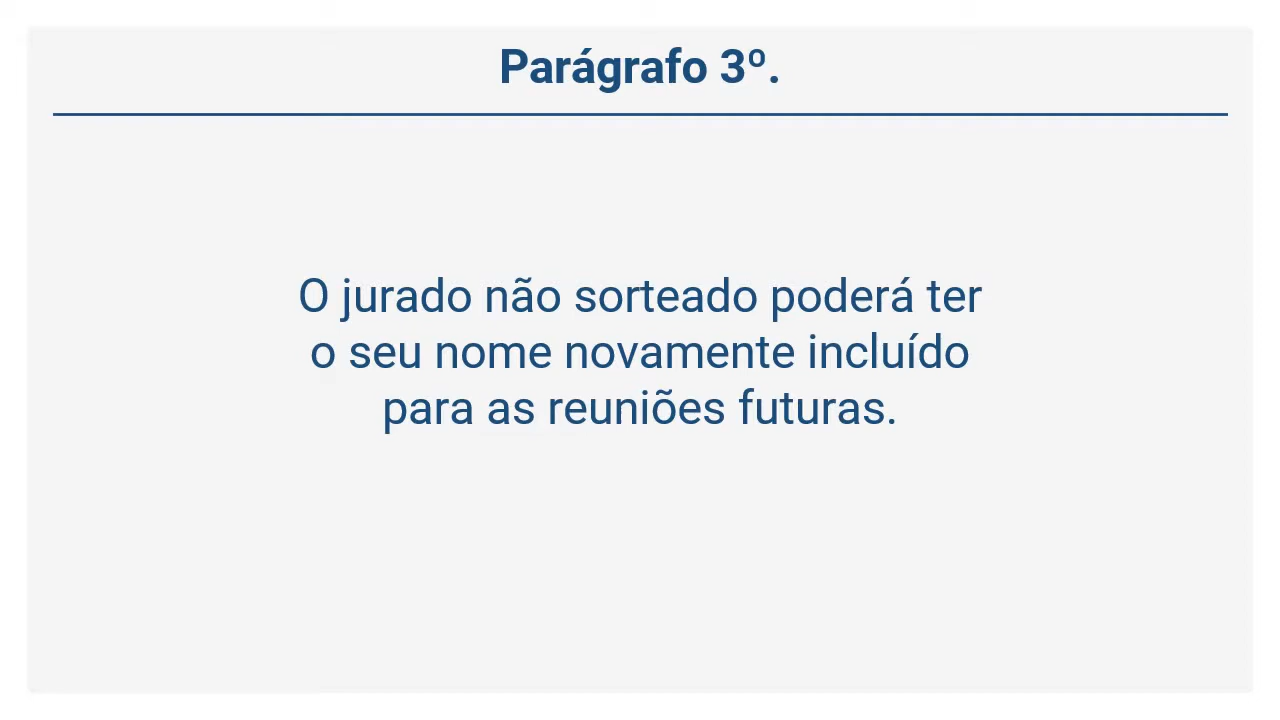 Parágrafo 3º.
O jurado não sorteado poderá ter
o seu nome novamente incluído
para as reuniões futuras.